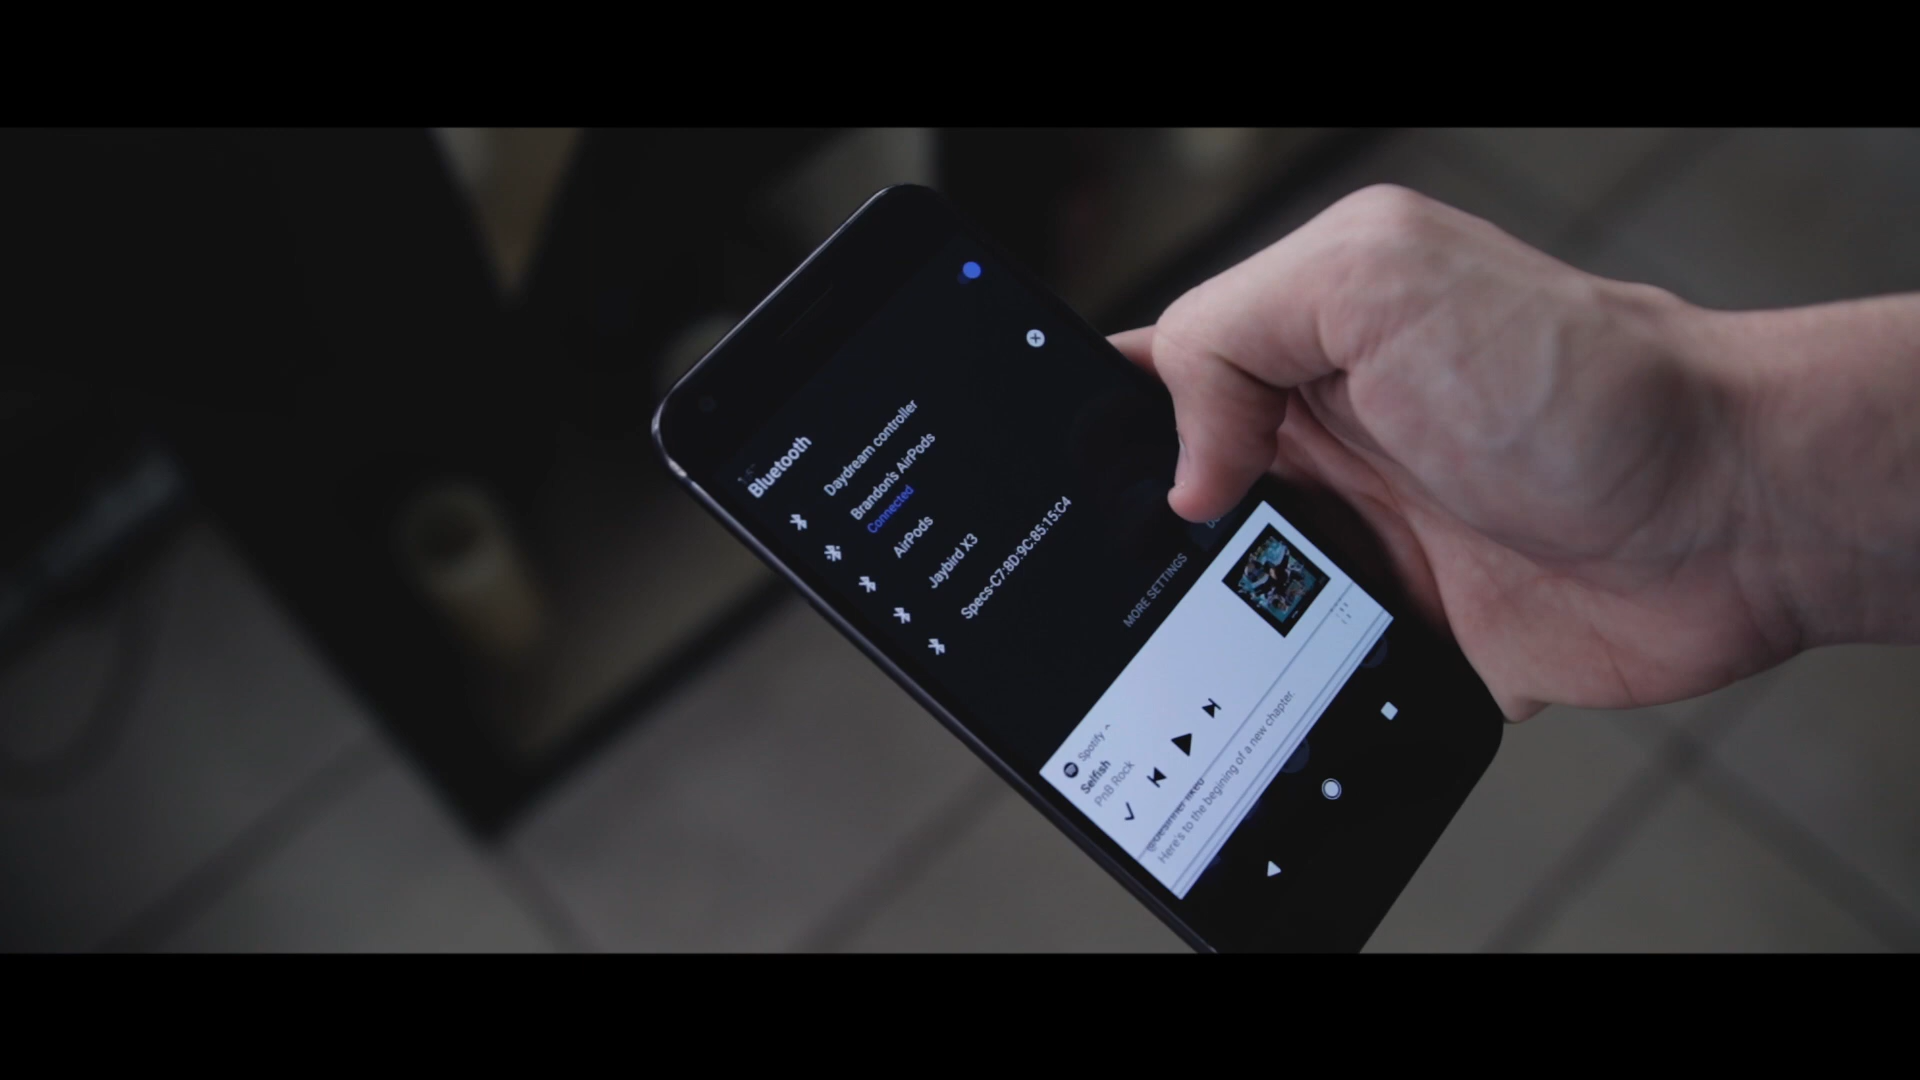 Bluetooth
Daydream controller
Brandon's AirPods
Connected
AirPods
Jaybird X3
Specs-C7:8D:9C:85:15:C4
MORE SETTINGS
Spotify
Selfish
PnB Rock
Here's to the begining of a new chapter.